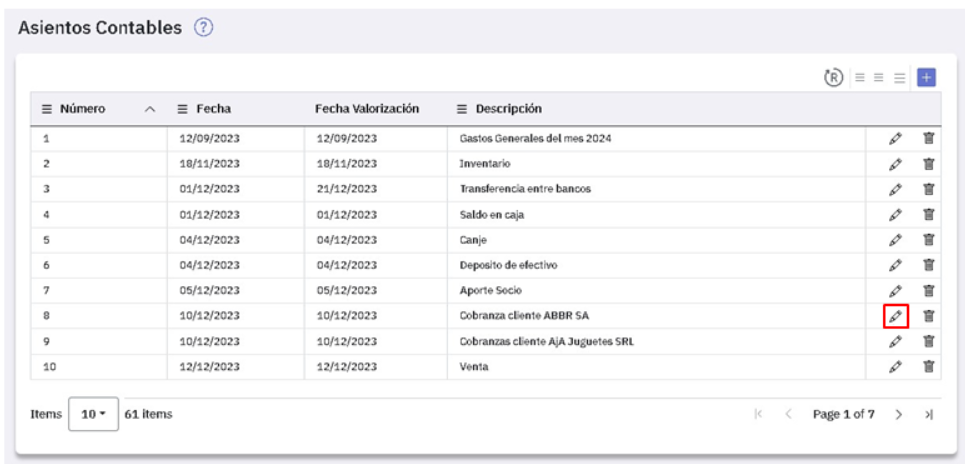 Asientos Contables ?
R
Número Fecha Fecha Valorización Descripción
1 12/09/2023 12/09/2023 Gastos Generales del mes 2024
2 18/11/2023 18/11/2023 Inventario
3 01/12/2023 21/12/2023 Transferencia entre bancos
4 01/12/2023 01/12/2023 Saldo en caja
5 04/12/2023 04/12/2023 Canje
6 04/12/2023 04/12/2023 Deposito de efectivo
7 05/12/2023 05/12/2023 Aporte Socio
8 10/12/2023 10/12/2023 Cobranza cliente ABBR SA
9 10/12/2023 10/12/2023 Cobranzas cliente AjA Juguetes SRL
10 12/12/2023 12/12/2023 Venta
Items 10 61 items Page 1 of 7